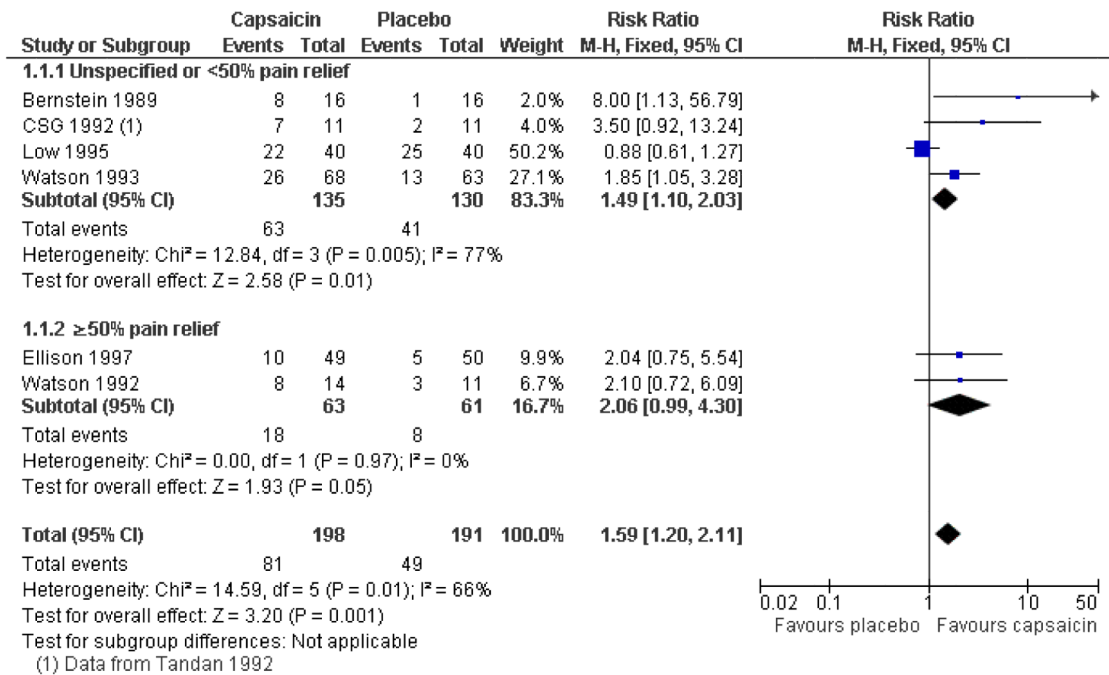 Capsaicin Placebo Risk Ratio Risk Ratio
Study or Subgroup Events Total Events Total Weight M-H, Fixed, 95% CI M-H, Fixed, 95% CI
1.1.1 Unspecified or <50% pain relief
Bernstein 1989 8 16 1 16 2.0% 8.00 [1.13, 56.79]
CSG 1992 (1) 7 11 2 11 4.0% 3.50 [0.92, 13.24]
Low 1995 22 40 25 40 50.2% 0.88 [0.61, 1.27]
Watson 1993 26 68 13 63 27.1% 1.85 [1.05, 3.28]
Subtotal (95% CI) 135 130 83.3% 1.49 [1.10, 2.03]
Total events 63 41
Heterogeneity: Chi² = 12.84, df = 3 (P = 0.005); I² = 77%
Test for overall effect: Z = 2.58 (P = 0.01)
1.1.2 ≥50% pain relief
Ellison 1997 10 49 5 50 9.9% 2.04 [0.75, 5.54]
Watson 1992 8 14 3 11 6.7% 2.10 [0.72, 6.09]
Subtotal (95% CI) 63 61 16.7% 2.06 [0.99, 4.30]
Total events 18 8
Heterogeneity: Chi² = 0.00, df = 1 (P = 0.97); I² = 0%
Test for overall effect: Z = 1.93 (P = 0.05)
Total (95% CI) 198 191 100.0% 1.59 [1.20, 2.11]
Total events 81 49
Heterogeneity: Chi² = 14.59, df = 5 (P = 0.01); I² = 66%
Test for overall effect: Z = 3.20 (P = 0.001)
Test for subgroup differences: Not applicable
(1) Data from Tandan 1992
0.02 0.1 1 10 50
Favours placebo Favours capsaicin